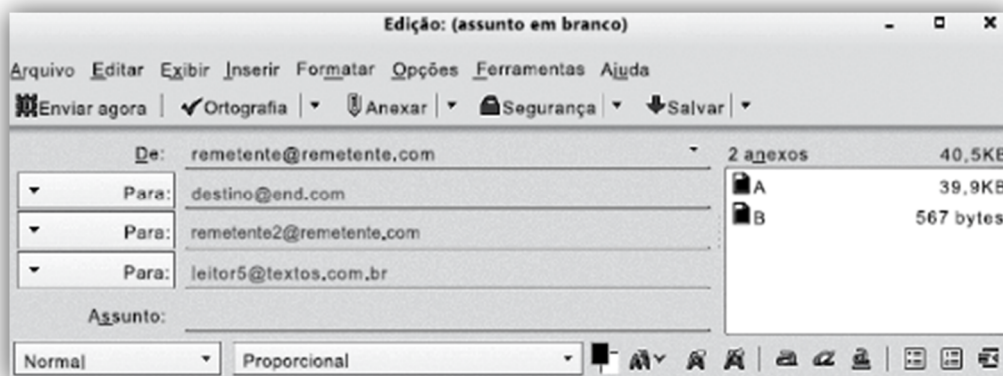 Edição: (assunto em branco)
Arquivo Editar Exibir Inserir Formatar Opções Ferramentas Ajuda
Enviar agora Ortografia Anexar Segurança Salvar
De: remetente@remetente.com 2 anexos 40,5KB
Para: destino@end.com A 39,9KB
Para: remetente2@remetente.com B 567 bytes
Para: leitor5@textos.com.br
Assunto:
Normal Proporcional